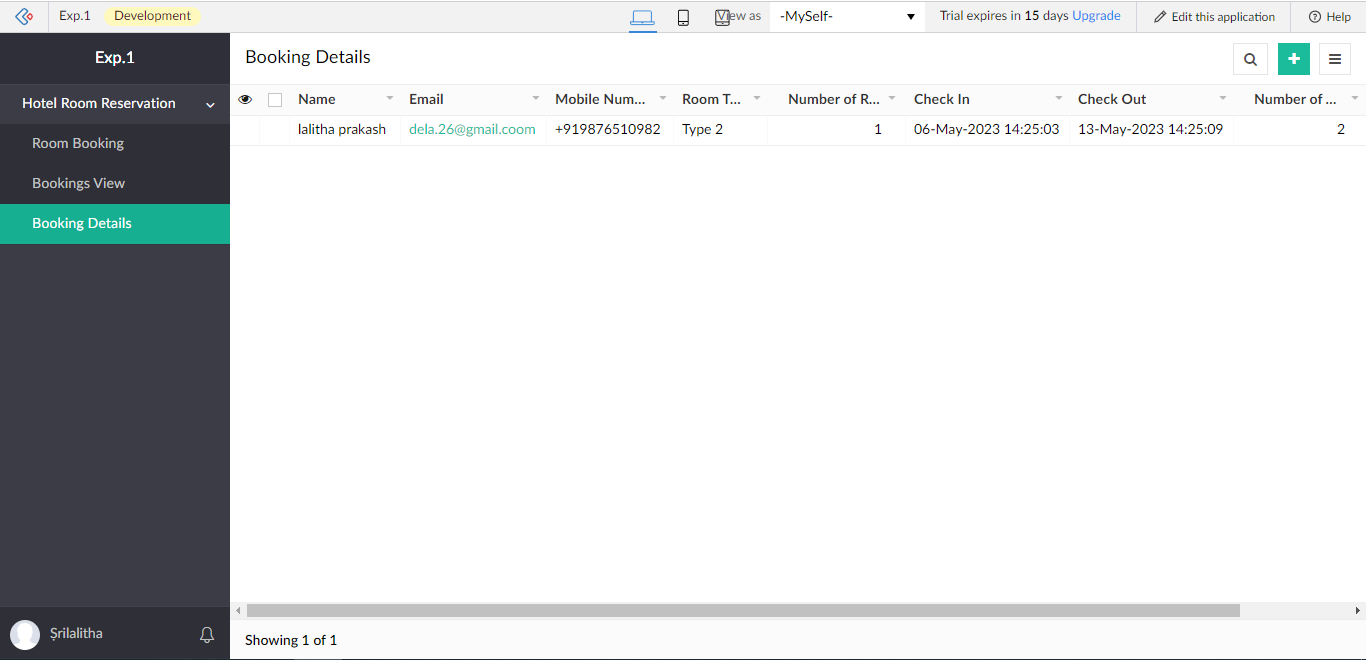 Exp.1 Development View as -MySelf- Trial expires in 15 days Upgrade Edit this application Help
Exp.1
Hotel Room Reservation
Room Booking
Bookings View
Booking Details
Booking Details
Name Email Mobile Num... Room T... Number of R... Check In Check Out Number of ...
lalitha prakash dela.26@gmail.coom +919876510982 Type 2 1 06-May-2023 14:25:03 13-May-2023 14:25:09 2
Showing 1 of 1
Șrilalitha